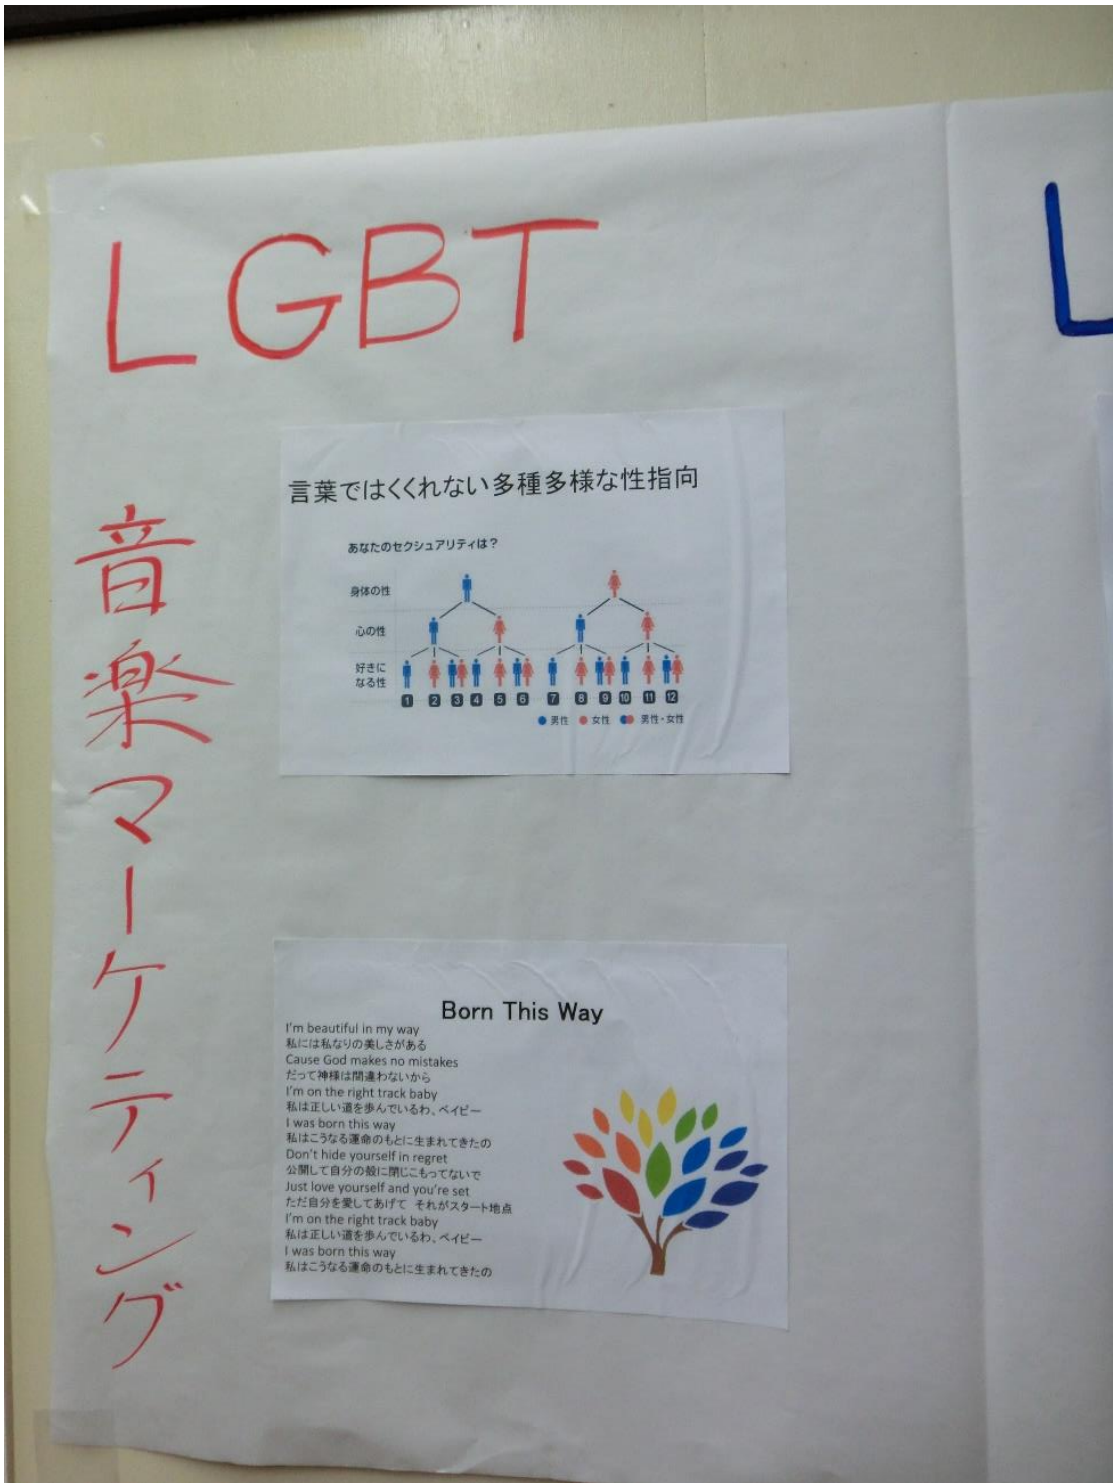 LGBT
音楽マーケティング
言葉ではくくれない多種多様な性指向
あなたのセクシュアリティは？
身体の性
心の性
好きに
なる性
1 2 3 4 5 6 7 8 9 10 11 12
男性 女性 男性・女性
Born This Way
I'm beautiful in my way
私には私なりの美しさがある
Cause God makes no mistakes
だって神様は間違わないから
I'm on the right track baby
私は正しい道を歩んでいるわ、ベイビー
I was born this way
私はこうなる運命のもとに生まれてきたの
Don't hide yourself in regret
公開して自分の殻に閉じこもってないで
Just love yourself and you're set
ただ自分を愛してあげて それがスタート地点
I'm on the right track baby
私は正しい道を歩んでいるわ、ベイビー
I was born this way
私はこうなる運命のもとに生まれてきたの
L